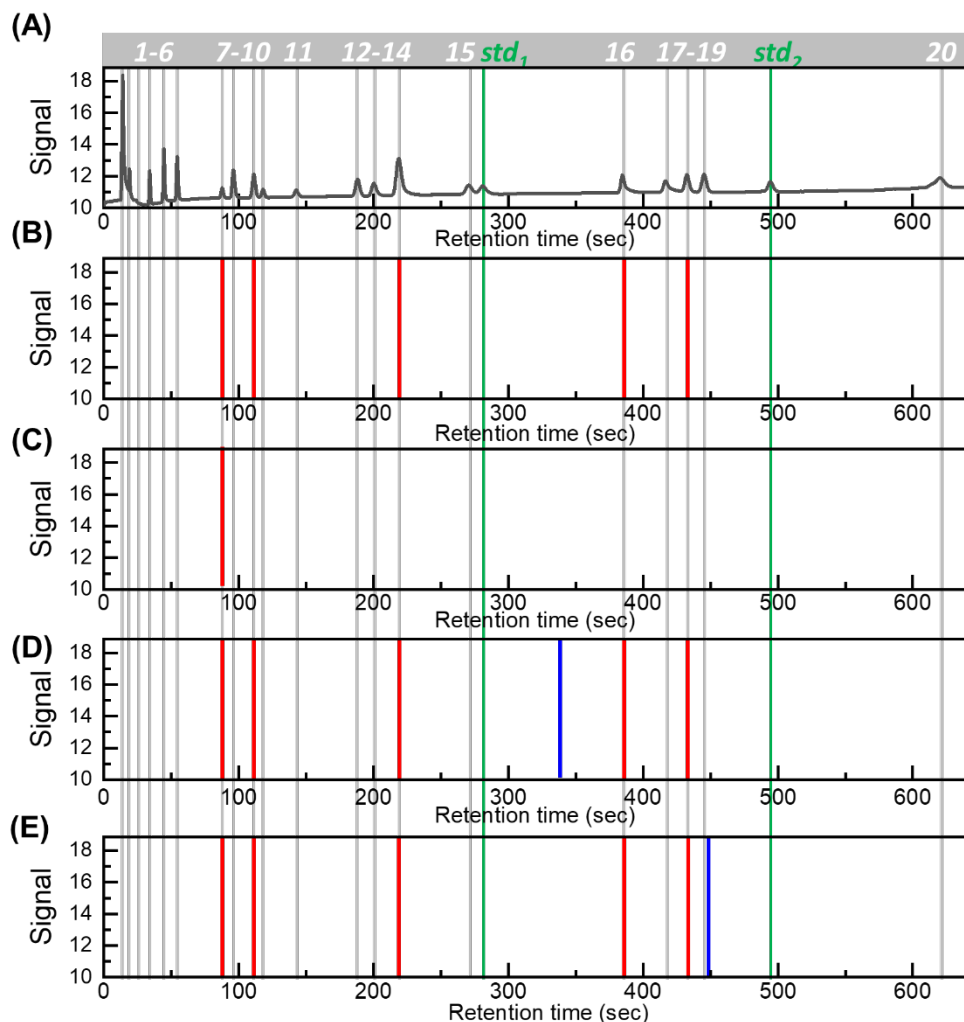 (A)
1-6 7-10 11 12-14 15 std1 16 17-19 std2 20
Signal
18
16
14
12
10
0 100 200 300 400 500 600
Retention time (sec)
(B)
Signal
18
16
14
12
10
0 100 200 300 400 500 600
Retention time (sec)
(C)
Signal
18
16
14
12
10
0 100 200 300 400 500 600
Retention time (sec)
(D)
Signal
18
16
14
12
10
0 100 200 300 400 500 600
Retention time (sec)
(E)
Signal
18
16
14
12
10
0 100 200 300 400 500 600
Retention time (sec)